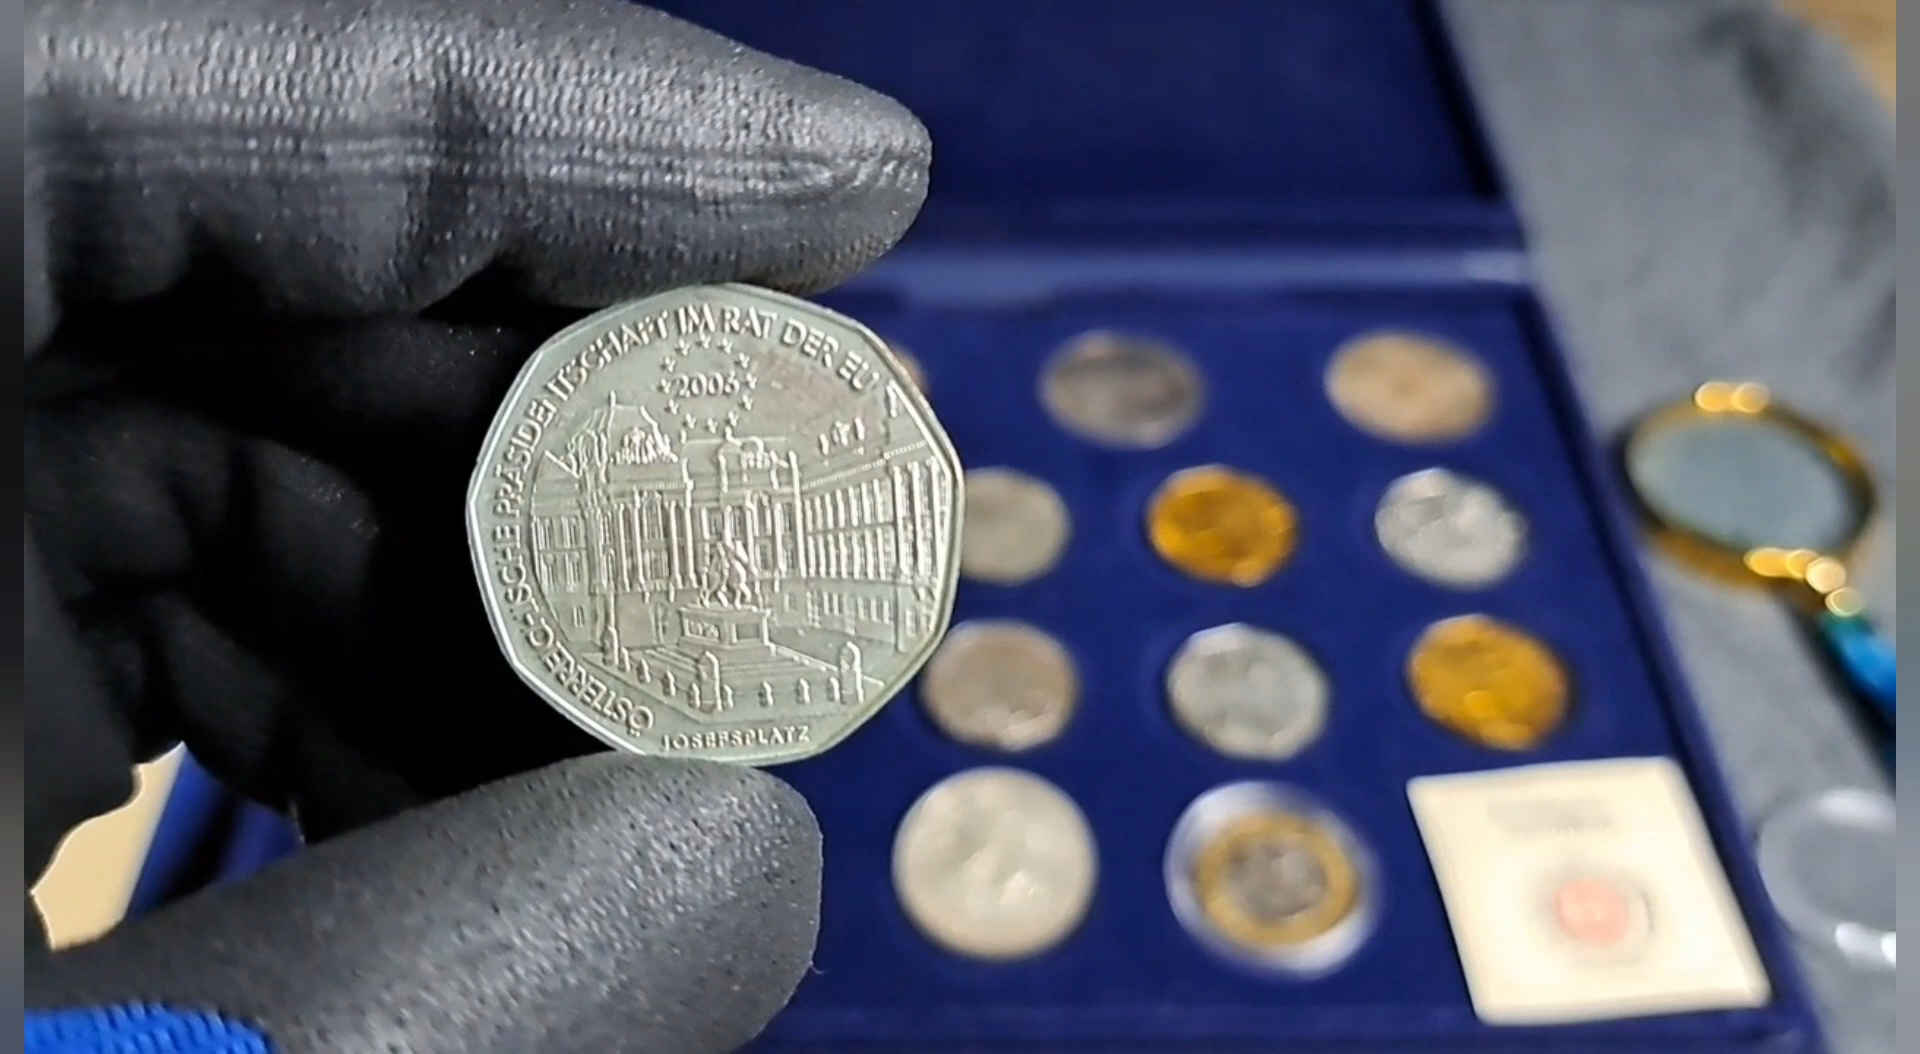 ÖSTERREICHISCHE PRÄSIDENTSCHAFT IM RAT DER EU
2006
JOSEFSPLATZ